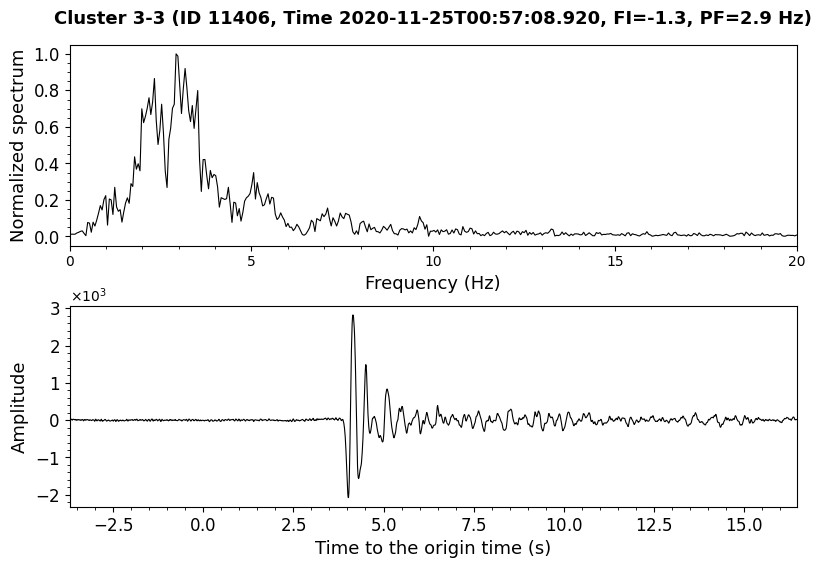 Cluster 3-3 (ID 11406, Time 2020-11-25T00:57:08.920, FI=-1.3, PF=2.9 Hz)
Normalized spectrum
1.0
0.8
0.6
0.4
0.2
0.0
0 5 10 15 20
Frequency (Hz)
×10³
Amplitude
3
2
1
0
−1
−2
−2.5 0.0 2.5 5.0 7.5 10.0 12.5 15.0
Time to the origin time (s)